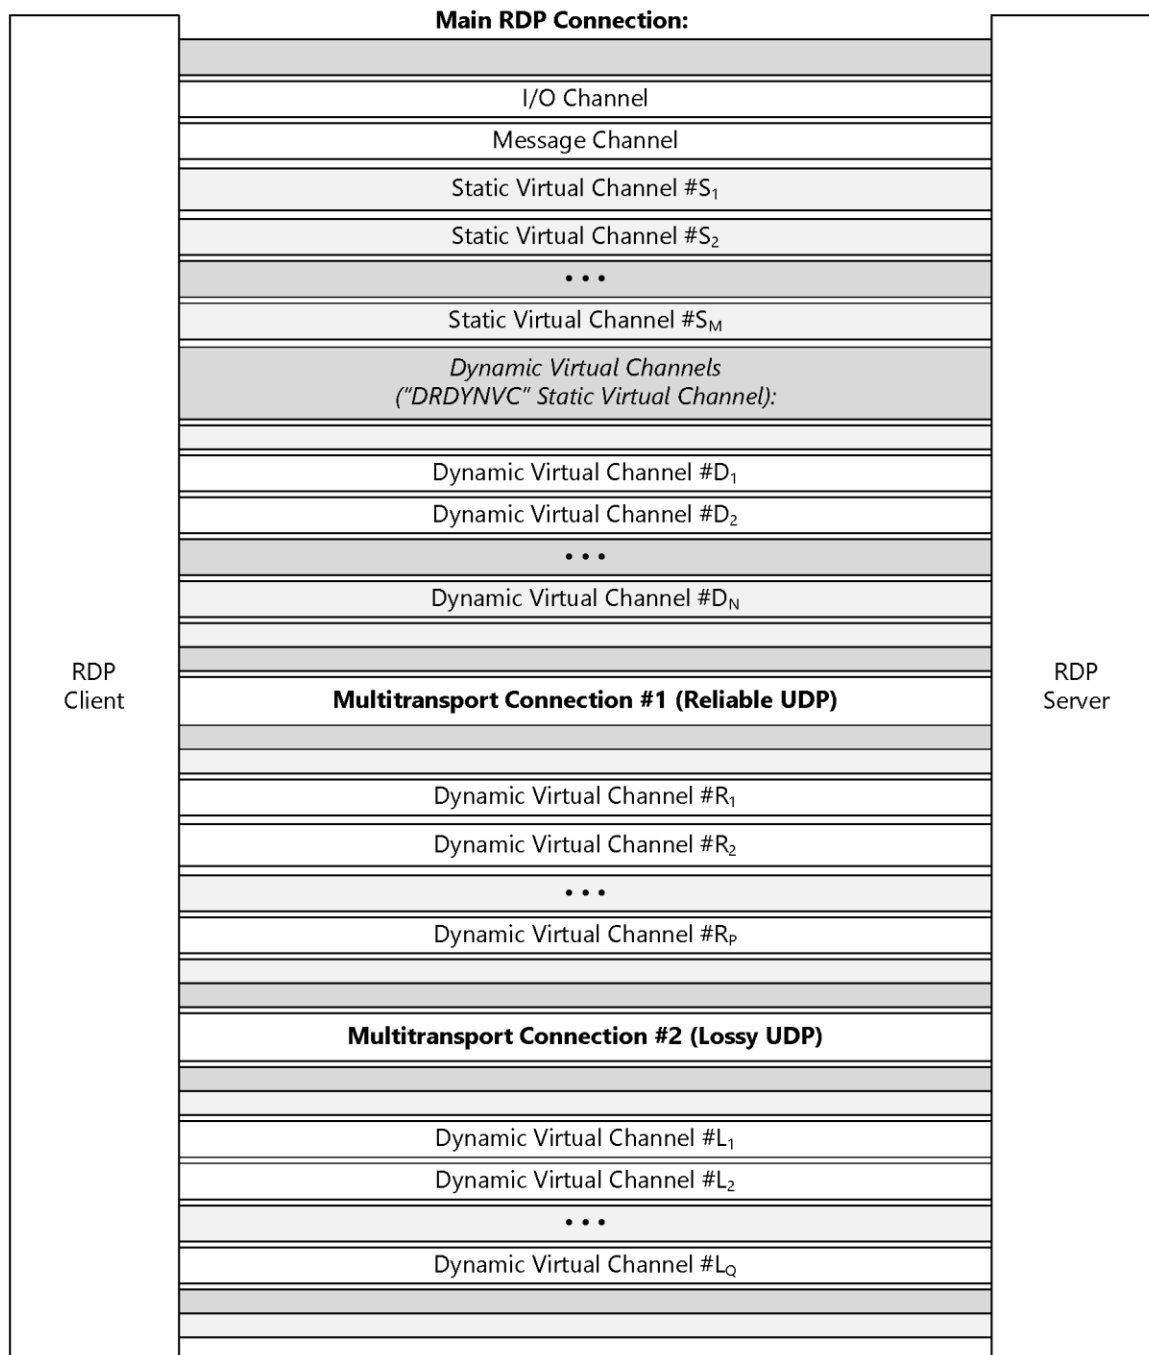 Main RDP Connection:
I/O Channel
Message Channel
Static Virtual Channel #S₁
Static Virtual Channel #S₂
• • •
Static Virtual Channel #SM
Dynamic Virtual Channels
("DRDYNVC" Static Virtual Channel):
Dynamic Virtual Channel #D₁
Dynamic Virtual Channel #D₂
• • •
Dynamic Virtual Channel #DN
RDP
Client
RDP
Server
Multitransport Connection #1 (Reliable UDP)
Dynamic Virtual Channel #R₁
Dynamic Virtual Channel #R₂
• • •
Dynamic Virtual Channel #RP
Multitransport Connection #2 (Lossy UDP)
Dynamic Virtual Channel #L₁
Dynamic Virtual Channel #L₂
• • •
Dynamic Virtual Channel #LQ